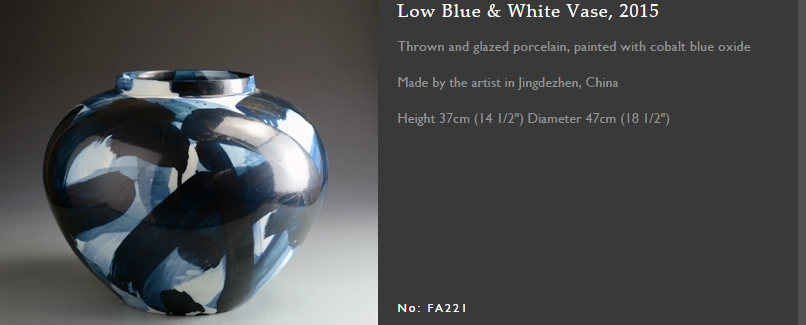 Low Blue & White Vase, 2015
Thrown and glazed porcelain, painted with cobalt blue oxide
Made by the artist in Jingdezhen, China
Height 37cm (14 1/2") Diameter 47cm (18 1/2")
No: FA221